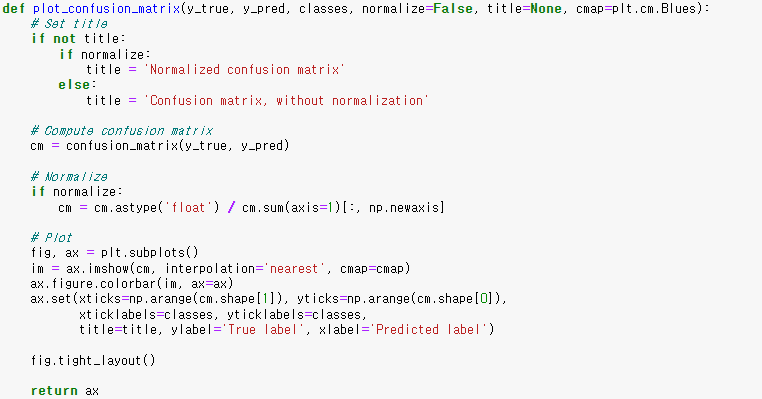 def plot_confusion_matrix(y_true, y_pred, classes, normalize=False, title=None, cmap=plt.cm.Blues):
    # Set title
    if not title:
        if normalize:
            title = 'Normalized confusion matrix'
        else:
            title = 'Confusion matrix, without normalization'

    # Compute confusion matrix
    cm = confusion_matrix(y_true, y_pred)

    # Normalize
    if normalize:
        cm = cm.astype('float') / cm.sum(axis=1)[:, np.newaxis]

    # Plot
    fig, ax = plt.subplots()
    im = ax.imshow(cm, interpolation='nearest', cmap=cmap)
    ax.figure.colorbar(im, ax=ax)
    ax.set(xticks=np.arange(cm.shape[1]), yticks=np.arange(cm.shape[0]),
           xticklabels=classes, yticklabels=classes,
           title=title, ylabel='True label', xlabel='Predicted label')

    fig.tight_layout()

    return ax